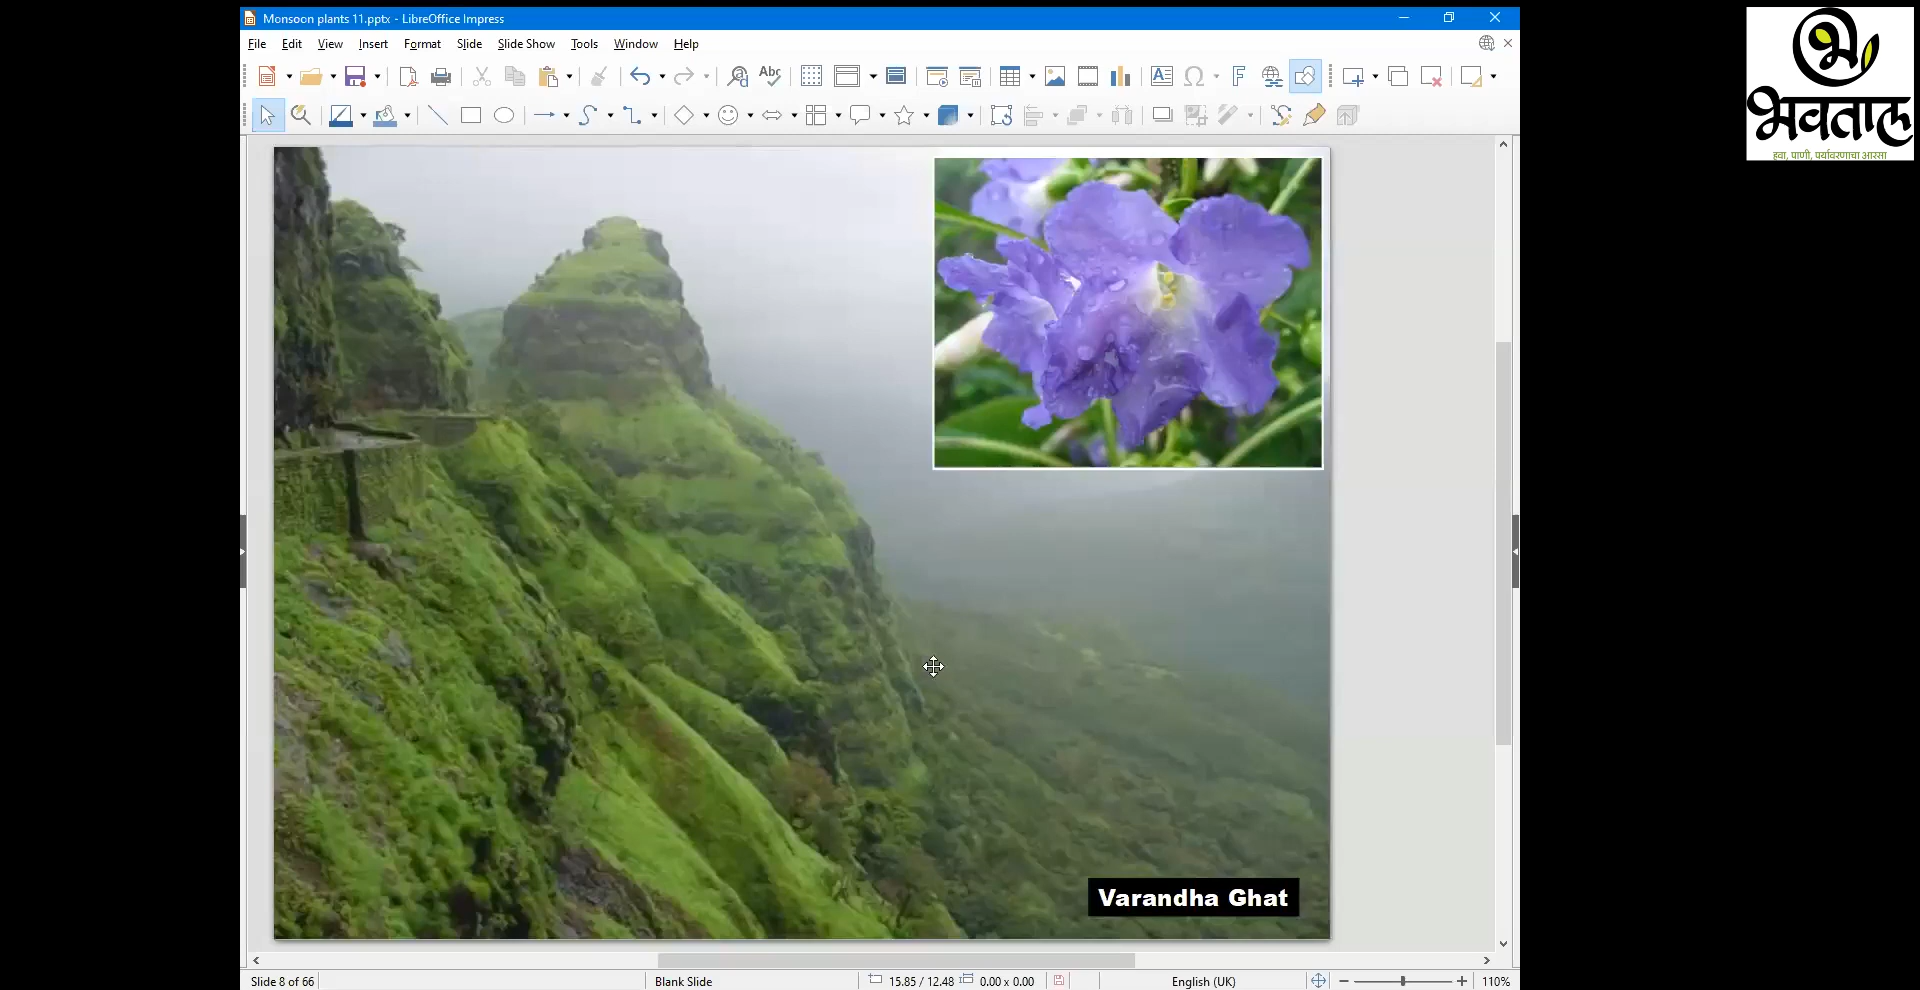 Monsoon plants 11.pptx - LibreOffice Impress
File Edit View Insert Format Slide Slide Show Tools Window Help
Abc
भवताल
हवा, पाणी, पर्यावरणाचा आरसा
Varandha Ghat
Slide 8 of 66 Blank Slide 15.85 / 12.48 0.00 x 0.00 English (UK) 110%